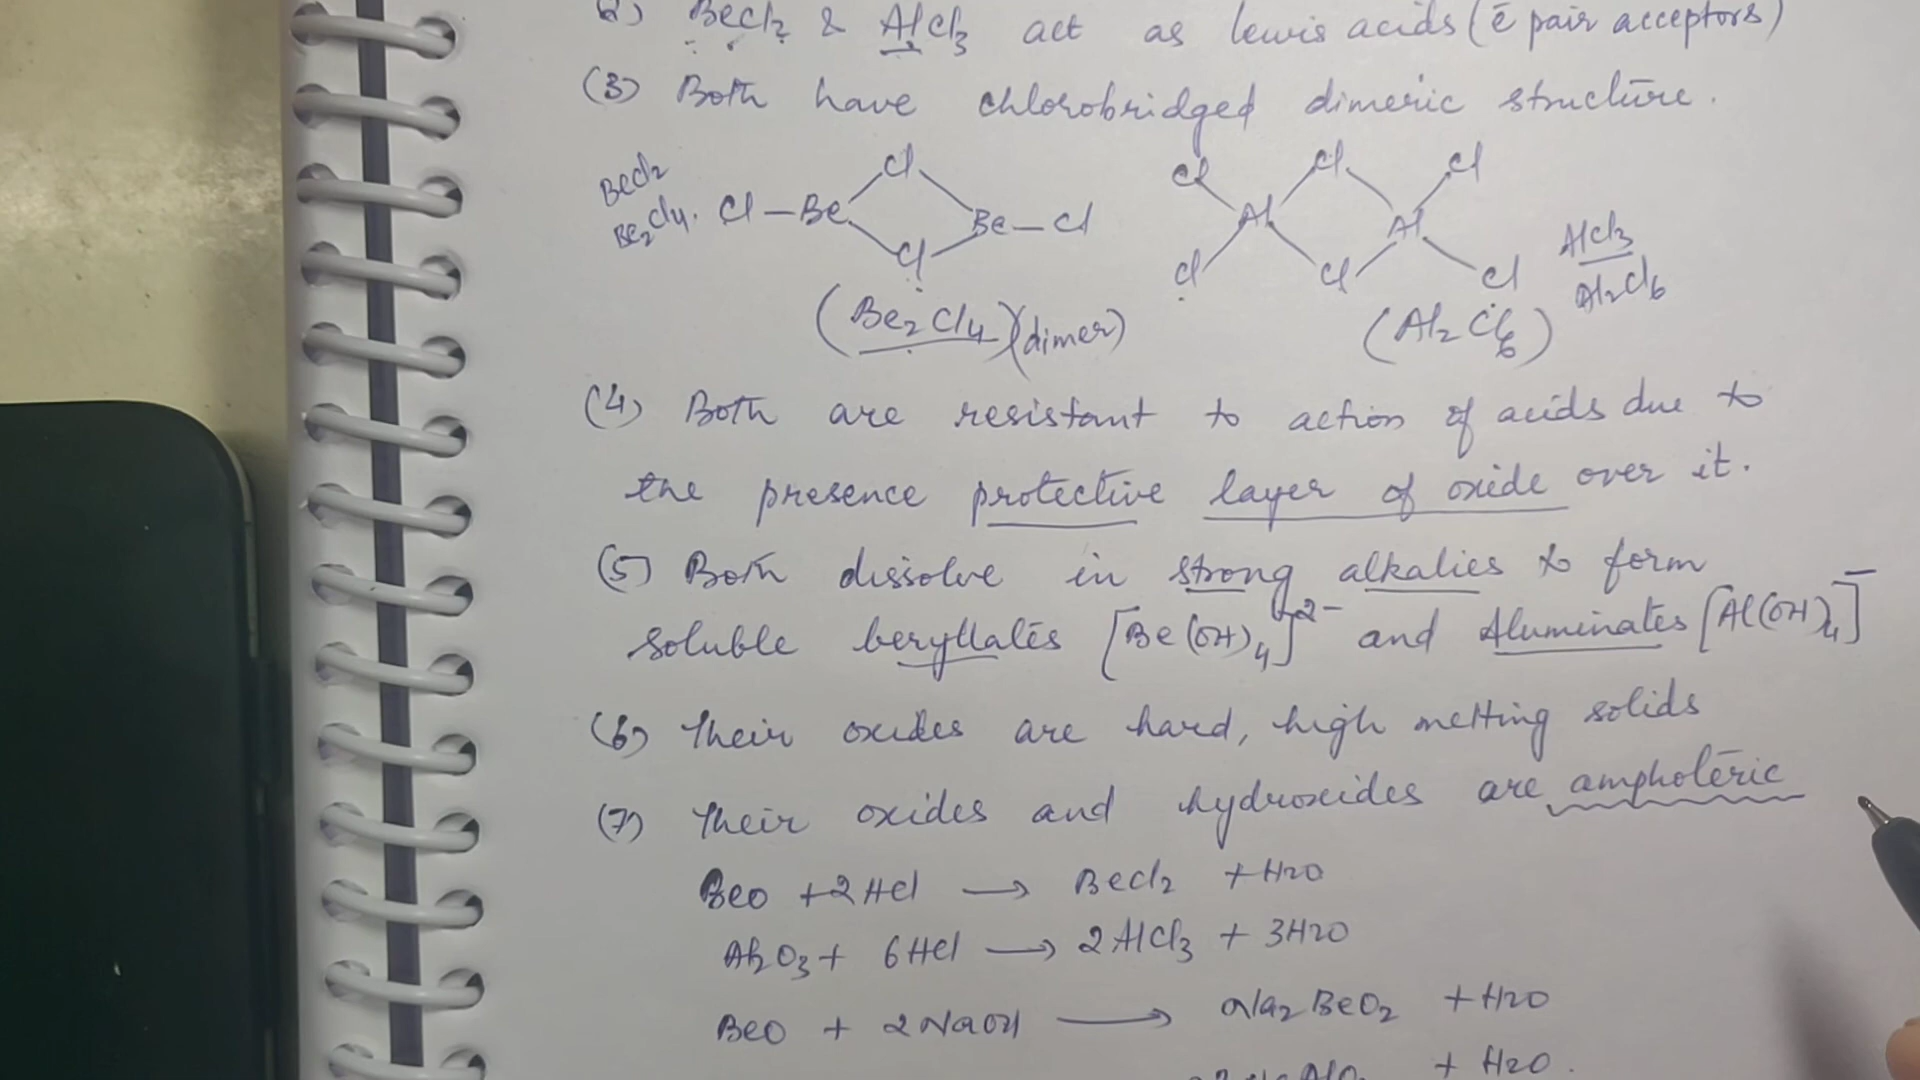 2) BeCl2 & AlCl3 act as lewis acids (ē pair acceptors)
(3) Both have chlorobridged dimeric structure.
BeCl2
Be2Cl4.
Cl Cl Cl Cl
Cl — Be Be — Cl Al Al
Cl Cl Cl Cl
AlCl3
Al2Cl6
(Be2Cl4) (dimer) (Al2Cl6)
(4) Both are resistant to action of acids due to
the presence protective layer of oxide over it.
(5) Both dissolve in strong alkalies to form
soluble beryllates [Be(OH)4]2- and Aluminates [Al(OH)4]-
(6) Their oxides are hard, high melting solids
(7) Their oxides and hydroxides are amphoteric
BeO + 2HCl → BeCl2 + H2O
Al2O3 + 6HCl → 2AlCl3 + 3H2O
BeO + 2NaOH → Na2BeO2 + H2O
+ H2O.